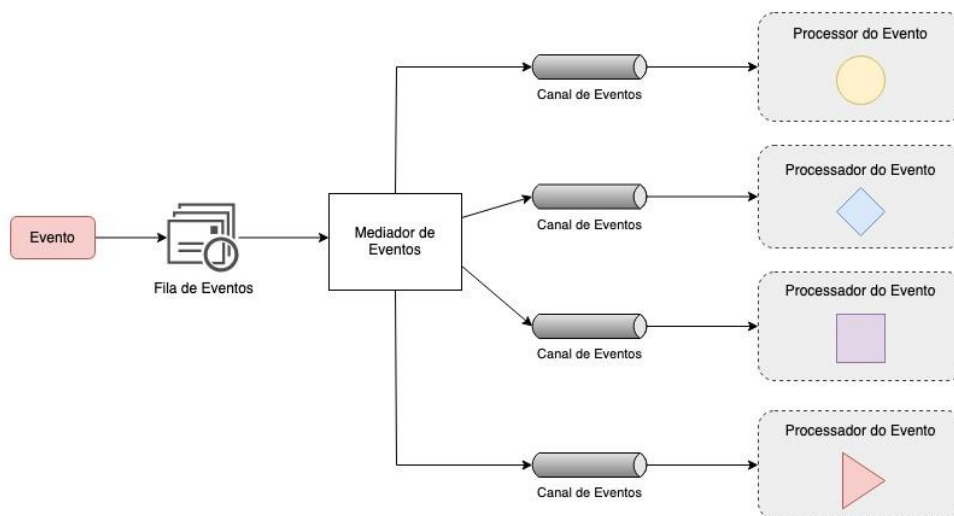 Processor do Evento
Canal de Eventos
Processador do Evento
Canal de Eventos
Evento
Mediador de
Eventos
Fila de Eventos
Processador do Evento
Canal de Eventos
Processador do Evento
Canal de Eventos